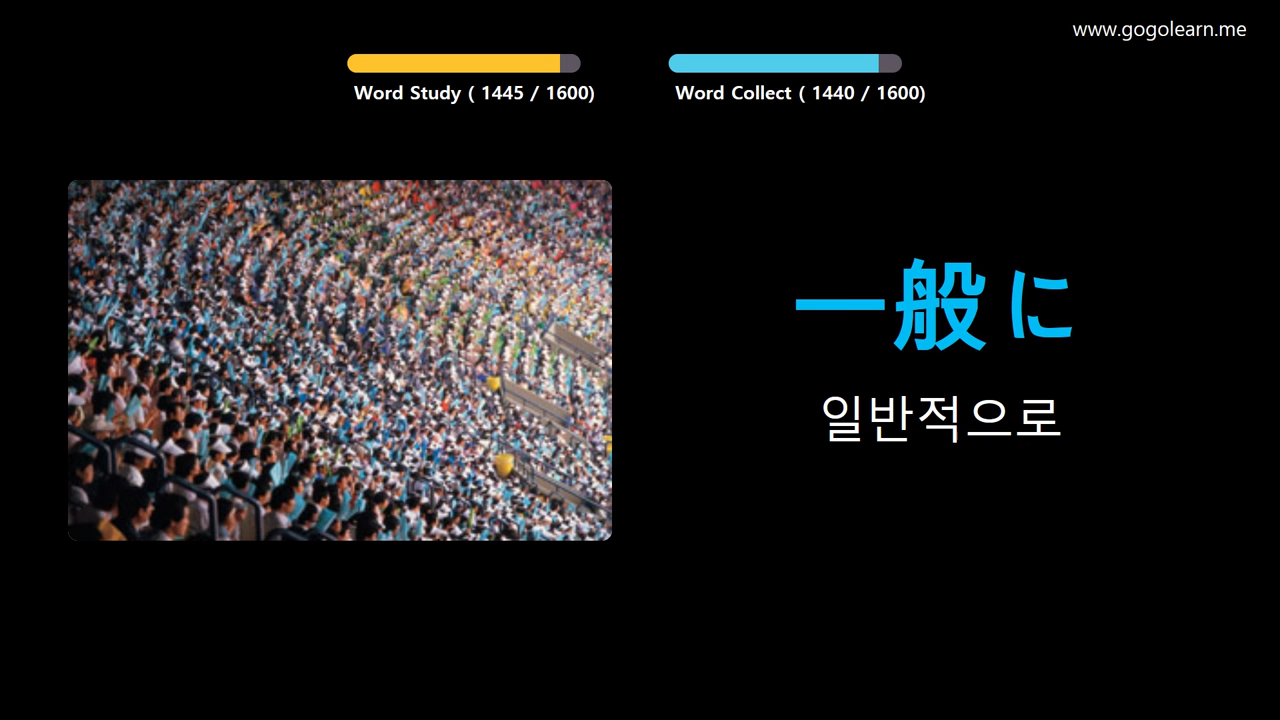 www.gogolearn.me
Word Study ( 1445 / 1600)
Word Collect ( 1440 / 1600)
一般に
일반적으로